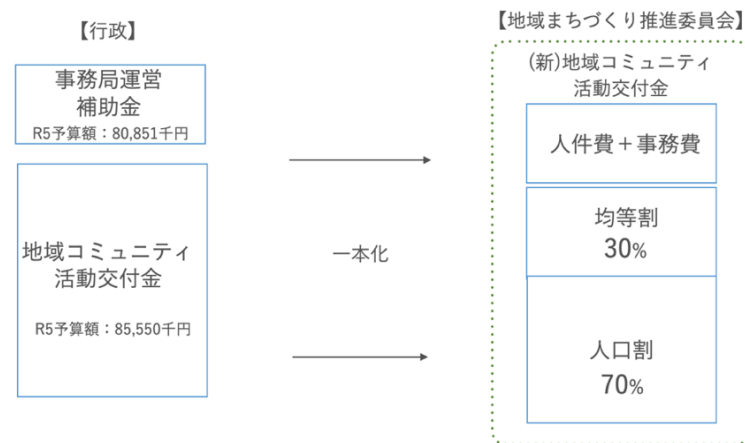 【行政】
事務局運営
補助金
R5予算額：80,851千円
地域コミュニティ
活動交付金
R5予算額：85,550千円
一本化
【地域まちづくり推進委員会】
(新)地域コミュニティ
活動交付金
人件費＋事務費
均等割
30%
人口割
70%